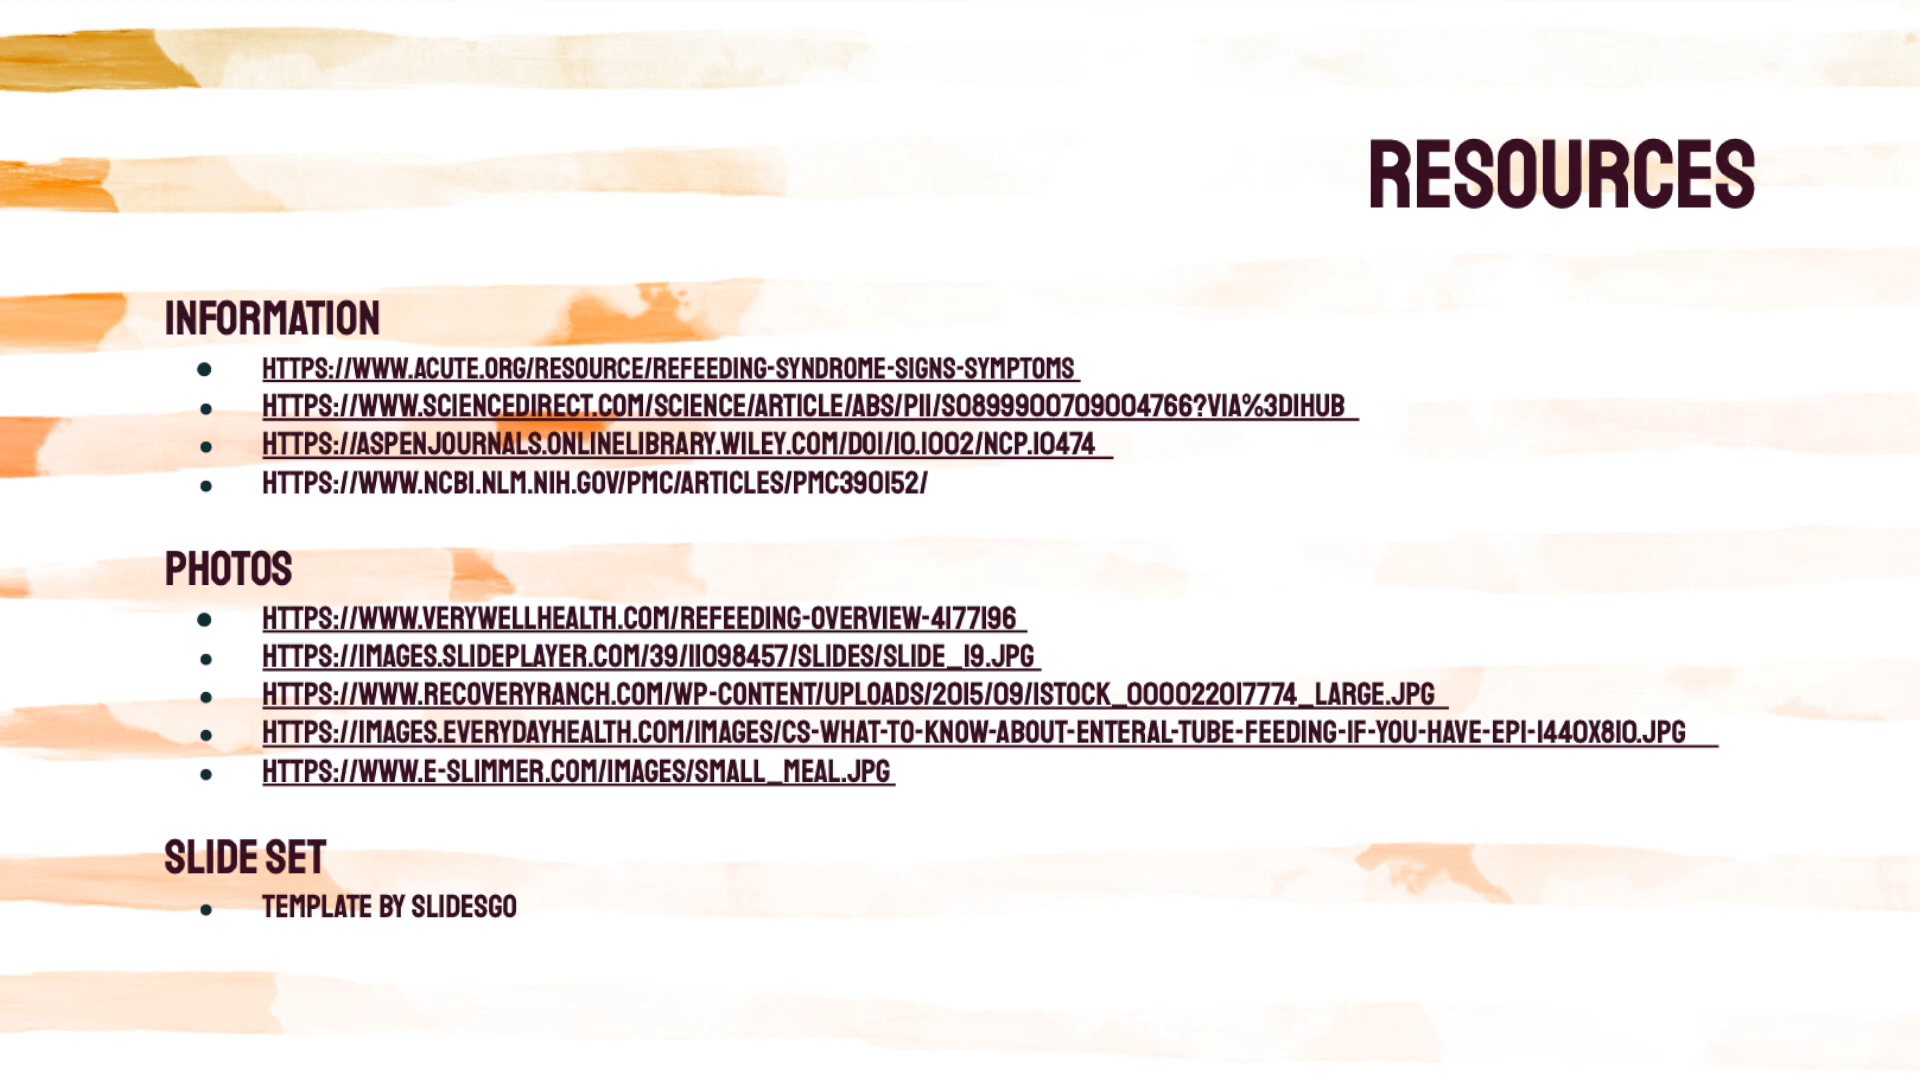 RESOURCES
INFORMATION
● HTTPS://WWW.ACUTE.ORG/RESOURCE/REFEEDING-SYNDROME-SIGNS-SYMPTOMS
● HTTPS://WWW.SCIENCEDIRECT.COM/SCIENCE/ARTICLE/ABS/PII/S0899900709004766?VIA%3DIHUB
● HTTPS://ASPENJOURNALS.ONLINELIBRARY.WILEY.COM/DOI/10.1002/NCP.10474
● HTTPS://WWW.NCBI.NLM.NIH.GOV/PMC/ARTICLES/PMC390152/
PHOTOS
● HTTPS://WWW.VERYWELLHEALTH.COM/REFEEDING-OVERVIEW-4177196
● HTTPS://IMAGES.SLIDEPLAYER.COM/39/11098457/SLIDES/SLIDE_19.JPG
● HTTPS://WWW.RECOVERYRANCH.COM/WP-CONTENT/UPLOADS/2015/09/ISTOCK_000022017774_LARGE.JPG
● HTTPS://IMAGES.EVERYDAYHEALTH.COM/IMAGES/CS-WHAT-TO-KNOW-ABOUT-ENTERAL-TUBE-FEEDING-IF-YOU-HAVE-EPI-1440X810.JPG
● HTTPS://WWW.E-SLIMMER.COM/IMAGES/SMALL_MEAL.JPG
SLIDE SET
● TEMPLATE BY SLIDESGO